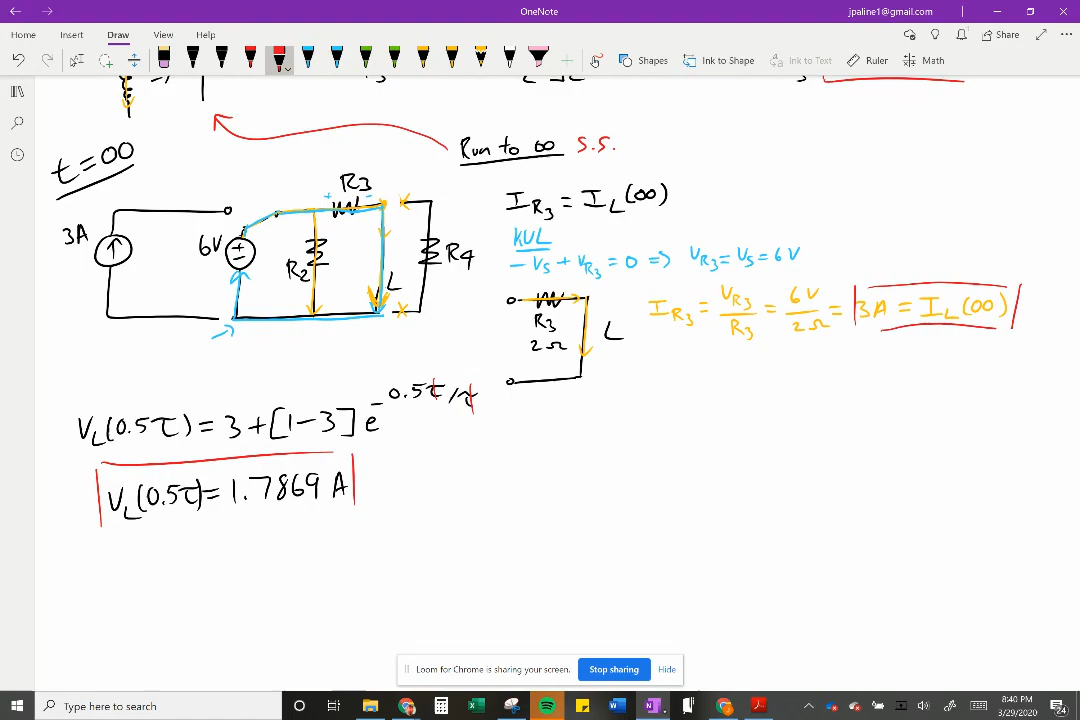 OneNote
jpaline1@gmail.com
Home Insert Draw View Help
Share
Shapes Ink to Shape Ink to Text Ruler Math
Run to ∞ S.S.
t=∞
R3
3A
6V
+ -
R2
L
R4
I_R3 = I_L(∞)
KVL
-Vs + V_R3 = 0 ⇒ V_R3 = Vs = 6V
R3
2Ω
L
I_R3 = V_R3/R3 = 6V/2Ω = 3A = I_L(∞)
V_L(0.5τ) = 3 + [1-3] e^-0.5τ/τ
V_L(0.5τ) = 1.7869 A
Loom for Chrome is sharing your screen. Stop sharing Hide
Type here to search
8:40 PM
3/29/2020
24